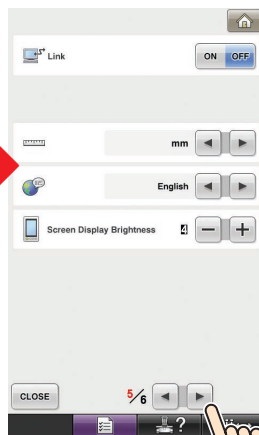 Link ON OFF
mm
English
Screen Display Brightness 4
CLOSE 5/6
?